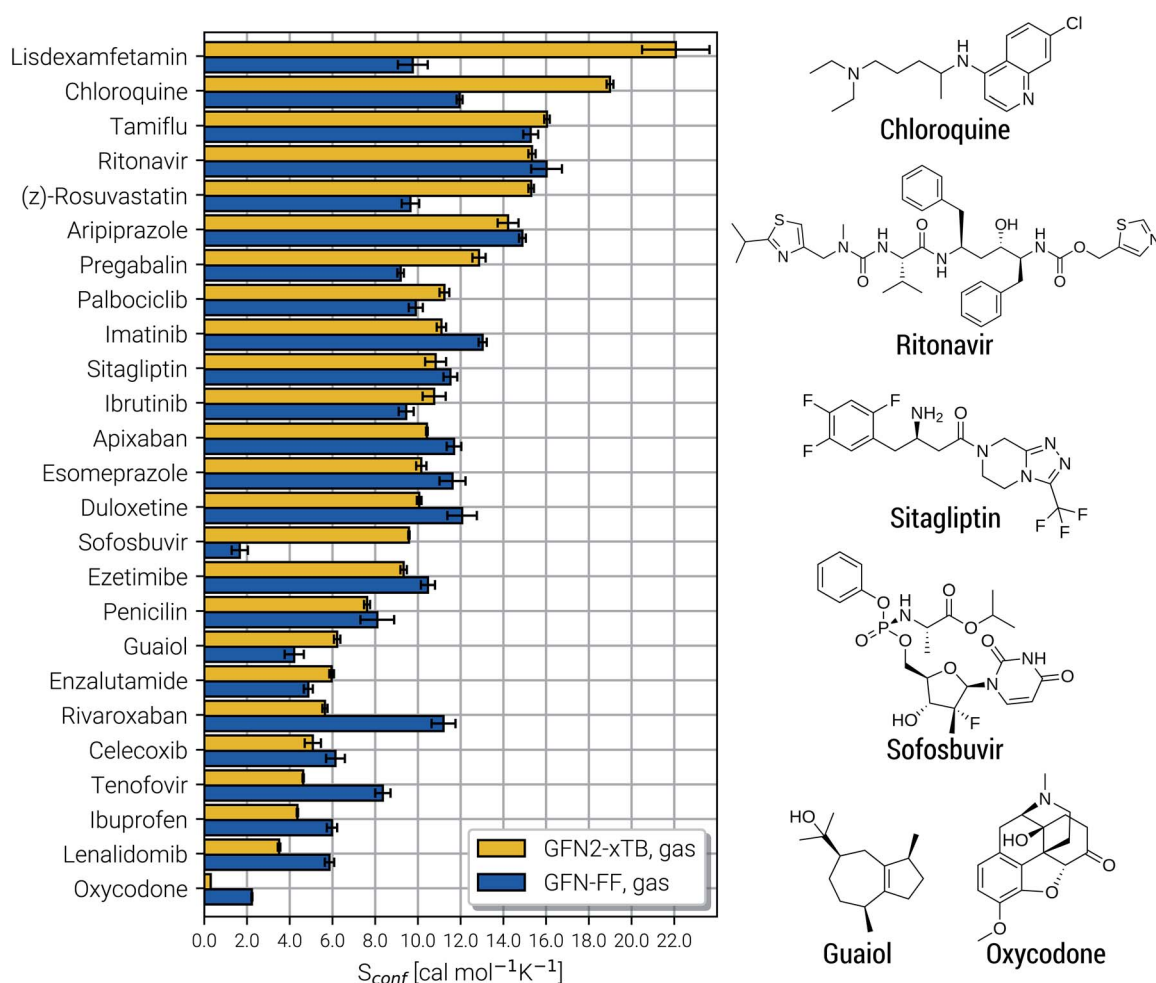 Lisdexamfetamin
Chloroquine
Tamiflu
Ritonavir
(z)-Rosuvastatin
Aripiprazole
Pregabalin
Palbociclib
Imatinib
Sitagliptin
Ibrutinib
Apixaban
Esomeprazole
Duloxetine
Sofosbuvir
Ezetimibe
Penicilin
Guaiol
Enzalutamide
Rivaroxaban
Celecoxib
Tenofovir
Ibuprofen
Lenalidomib
Oxycodone
GFN2-xTB, gas
GFN-FF, gas
0.0 2.0 4.0 6.0 8.0 10.0 12.0 14.0 16.0 18.0 20.0 22.0
S_conf [cal mol⁻¹K⁻¹]
Cl
H
N
N
N
Chloroquine
S
N
N
O
H
N
O
N
H
OH
H
N
O
O
S
N
Ritonavir
F
F
F
NH₂
O
N
N
N
N
F
F
F
Sitagliptin
O
H
N
O
O
P
O
O
O
O
N
NH
O
HO
F
Sofosbuvir
HO
Guaiol
N
HO
O
O
O
Oxycodone